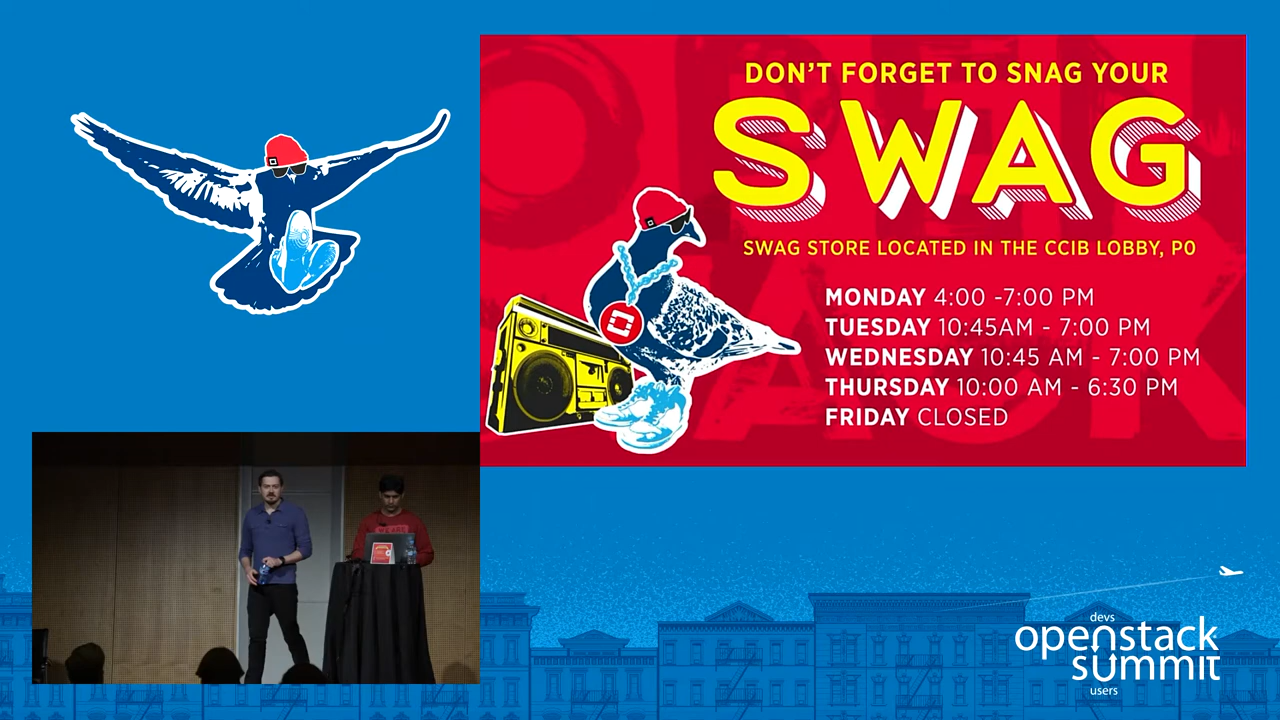 DON'T FORGET TO SNAG YOUR
SWAG
SWAG STORE LOCATED IN THE CCIB LOBBY, P0
MONDAY 4:00 -7:00 PM
TUESDAY 10:45AM - 7:00 PM
WEDNESDAY 10:45 AM - 7:00 PM
THURSDAY 10:00 AM - 6:30 PM
FRIDAY CLOSED
devs
openstack
summit
users